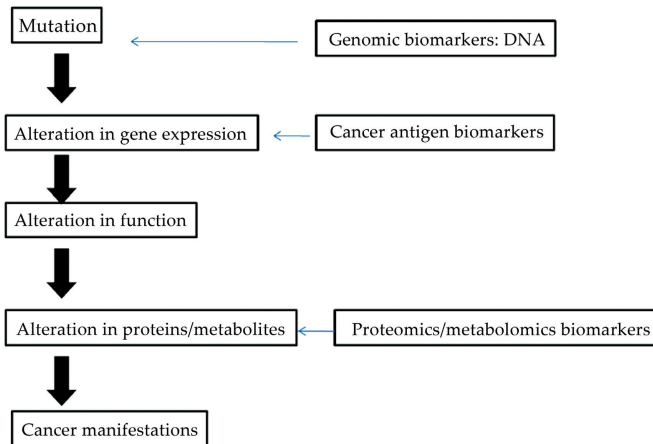 Mutation
Genomic biomarkers: DNA
Alteration in gene expression
Cancer antigen biomarkers
Alteration in function
Alteration in proteins/metabolites
Proteomics/metabolomics biomarkers
Cancer manifestations